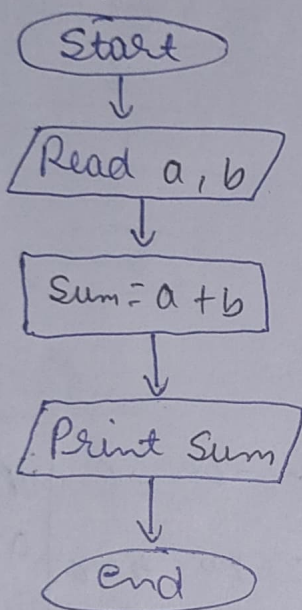 Start
Read a, b
Sum = a + b
Print Sum
end